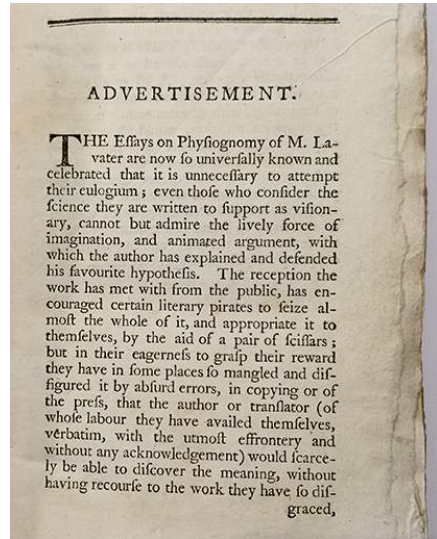 ADVERTISEMENT.
THE Eſſays on Phyſiognomy of M. La-
vater are now ſo univerſally known and
celebrated that it is unneceſſary to attempt
their eulogium ; even thoſe who conſider the
ſcience they are written to ſupport as viſion-
ary, cannot but admire the lively force of
imagination, and animated argument, with
which the author has explained and defended
his favourite hypotheſis. The reception the
work has met with from the public, has en-
couraged certain literary pirates to ſeize al-
moſt the whole of it, and appropriate it to
themſelves, by the aid of a pair of ſciſſars ;
but in their eagerneſs to graſp their reward
they have in ſome places ſo mangled and diſ-
figured it by abſurd errors, in copying or of
the preſs, that the author or tranſlator (of
whoſe labour they have availed themſelves,
verbatim, with the utmoſt effrontery and
without any acknowledgement) would ſcarce-
ly be able to diſcover the meaning, without
having recourſe to the work they have ſo diſ-
graced,